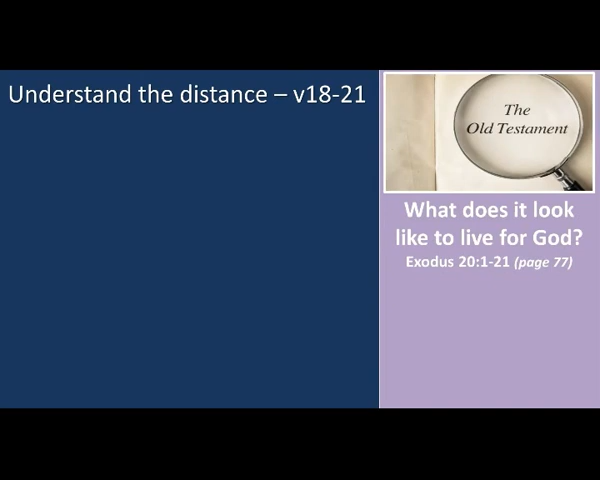 Understand the distance – v18-21
The
Old Testament
What does it look
like to live for God?
Exodus 20:1-21 (page 77)